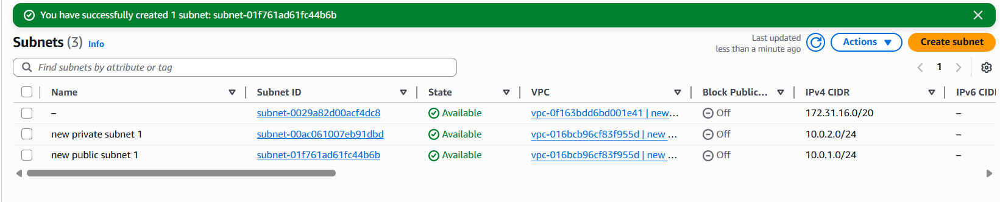 You have successfully created 1 subnet: subnet-01f761ad61fc44b6b
Subnets (3) Info
Last updated
less than a minute ago
Actions
Create subnet
Find subnets by attribute or tag
1
Name Subnet ID State VPC Block Public... IPv4 CIDR IPv6 CID
– subnet-0029a82d00acf4dc8 Available vpc-0f163bdd6bd001e41 | new... Off 172.31.16.0/20 –
new private subnet 1 subnet-00ac061007eb91dbd Available vpc-016bcb96cf83f955d | new ... Off 10.0.2.0/24 –
new public subnet 1 subnet-01f761ad61fc44b6b Available vpc-016bcb96cf83f955d | new ... Off 10.0.1.0/24 –